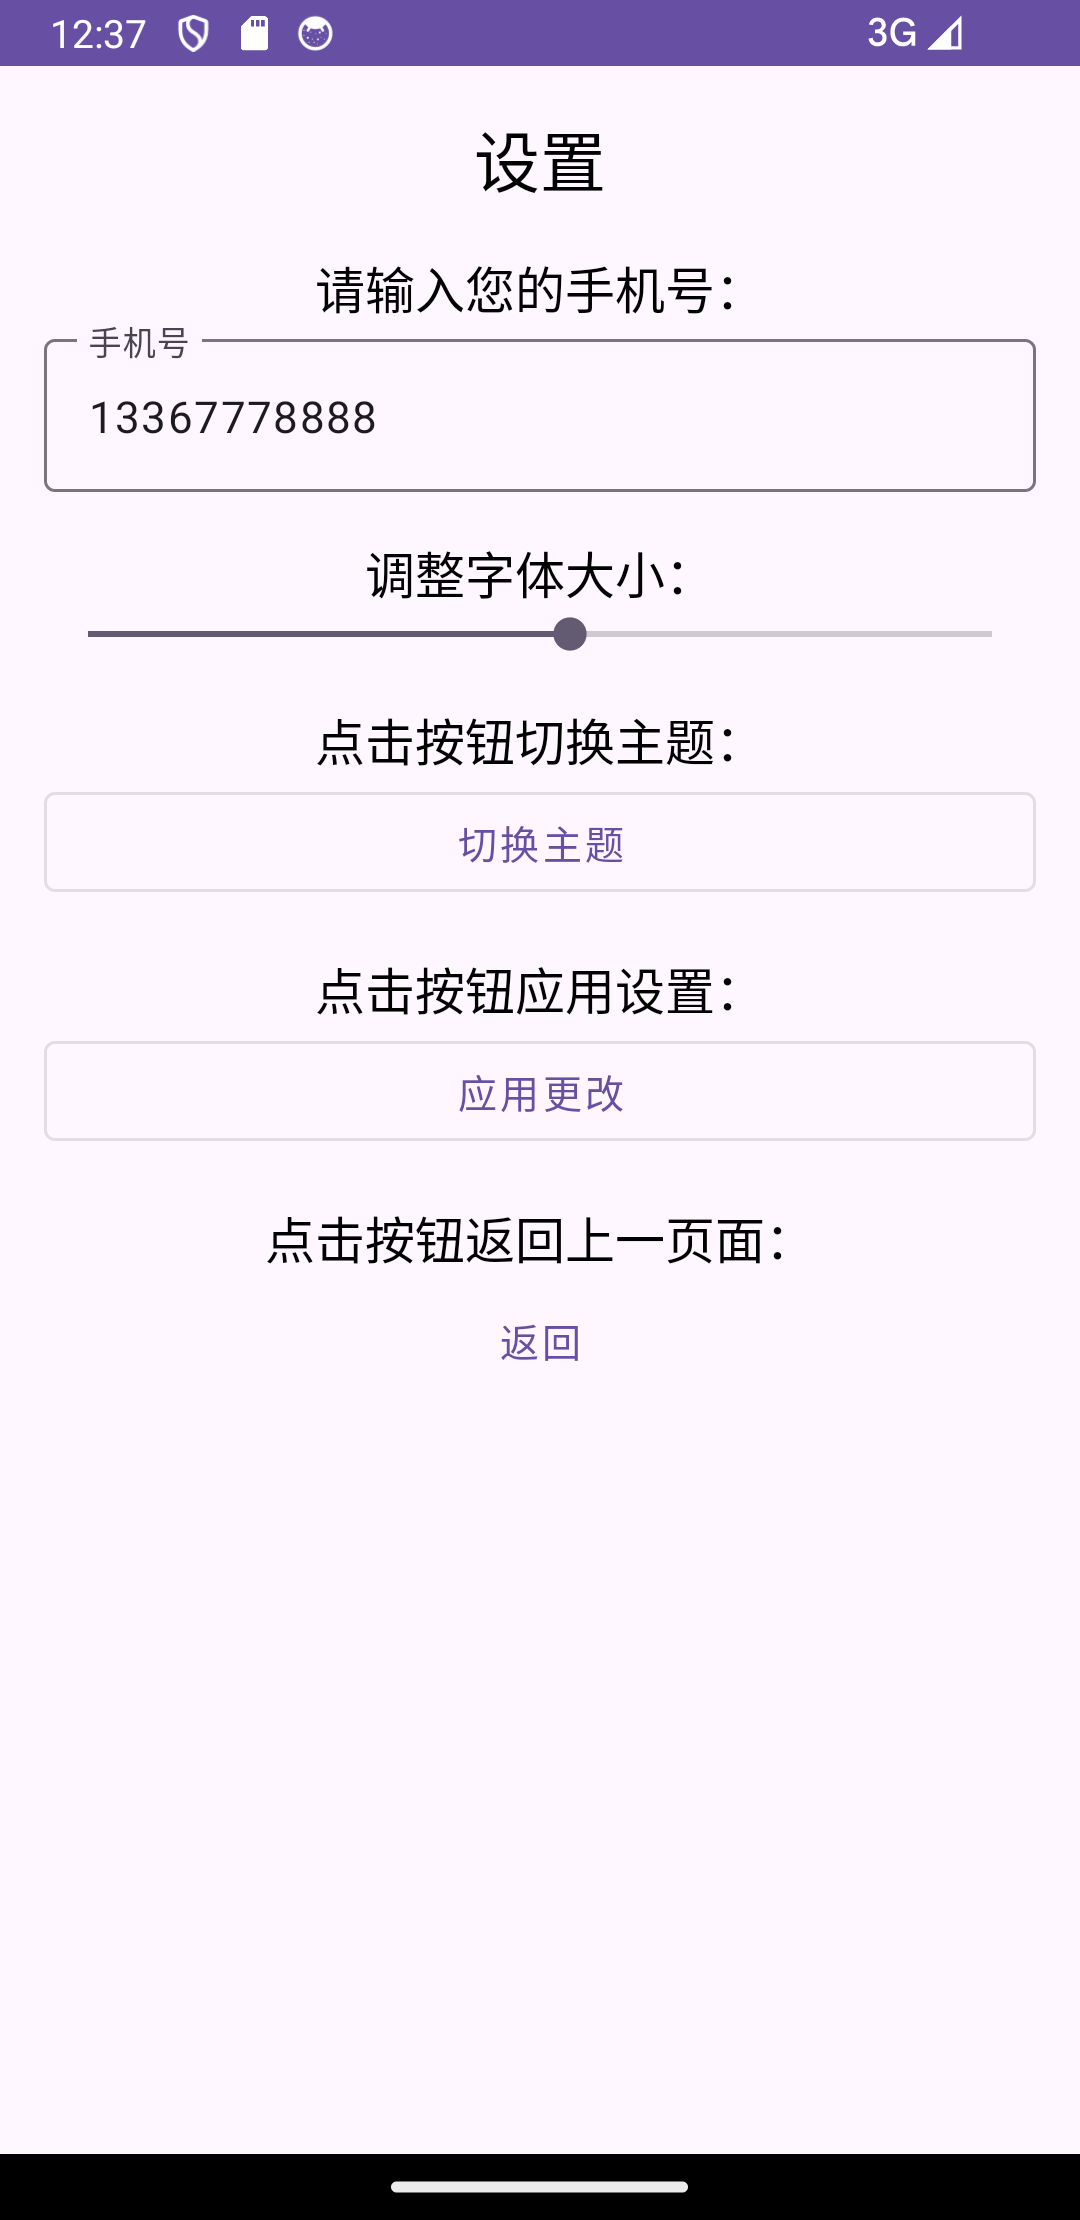 12:37
3G
设置
请输入您的手机号：
手机号
13367778888
调整字体大小：
点击按钮切换主题：
切换主题
点击按钮应用设置：
应用更改
点击按钮返回上一页面：
返回